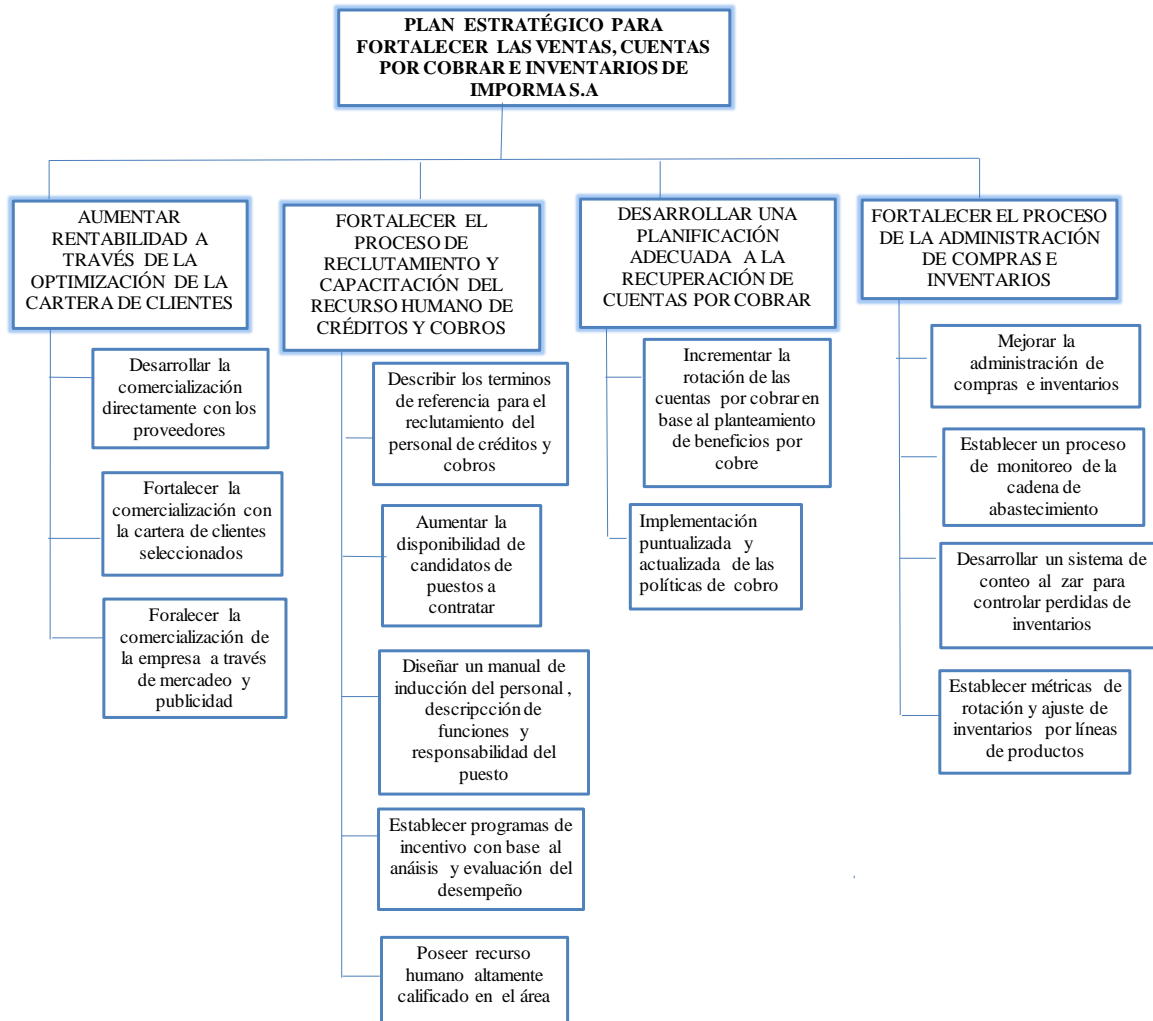 PLAN ESTRATÉGICO PARA
FORTALECER LAS VENTAS, CUENTAS
POR COBRAR E INVENTARIOS DE
IMPORMA S.A
AUMENTAR
RENTABILIDAD A
TRAVÉS DE LA
OPTIMIZACIÓN DE LA
CARTERA DE CLIENTES
Desarrollar la
comercialización
directamente con los
proveedores
Fortalecer la
comercialización con
la cartera de clientes
seleccionados
Foralecer la
comercialización de
la empresa a través
de mercadeo y
publicidad
FORTALECER EL
PROCESO DE
RECLUTAMIENTO Y
CAPACITACIÓN DEL
RECURSO HUMANO DE
CRÉDITOS Y COBROS
Describir los terminos
de referencia para el
reclutamiento del
personal de créditos y
cobros
Aumentar la
disponibilidad de
candidatos de
puestos a
contratar
Diseñar un manual de
inducción del personal ,
descripcción de
funciones y
responsabilidad del
puesto
Establecer programas de
incentivo con base al
anáisis y evaluación del
desempeño
Poseer recurso
humano altamente
calificado en el área
DESARROLLAR UNA
PLANIFICACIÓN
ADECUADA A LA
RECUPERACIÓN DE
CUENTAS POR COBRAR
Incrementar la
rotación de las
cuentas por cobrar en
base al planteamiento
de beneficios por
cobre
Implementación
puntualizada y
actualizada de las
políticas de cobro
FORTALECER EL PROCESO
DE LA ADMINISTRACIÓN
DE COMPRAS E
INVENTARIOS
Mejorar la
administración de
compras e inventarios
Establecer un proceso
de monitoreo de la
cadena de
abastecimiento
Desarrollar un sistema de
conteo al zar para
controlar perdidas de
inventarios
Establecer métricas de
rotación y ajuste de
inventarios por líneas
de productos